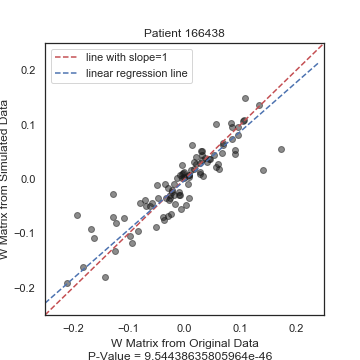 Patient 166438
line with slope=1
linear regression line
W Matrix from Simulated Data
0.2
0.1
0.0
−0.1
−0.2
−0.2
−0.1
0.0
0.1
0.2
W Matrix from Original Data
P-Value = 9.54438635805964e-46